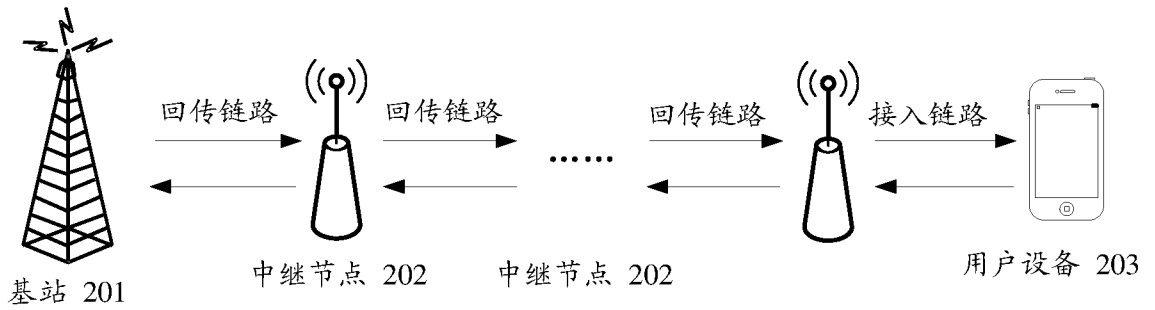 回传链路
回传链路
回传链路
接入链路
......
基站 201
中继节点 202
中继节点 202
用户设备 203